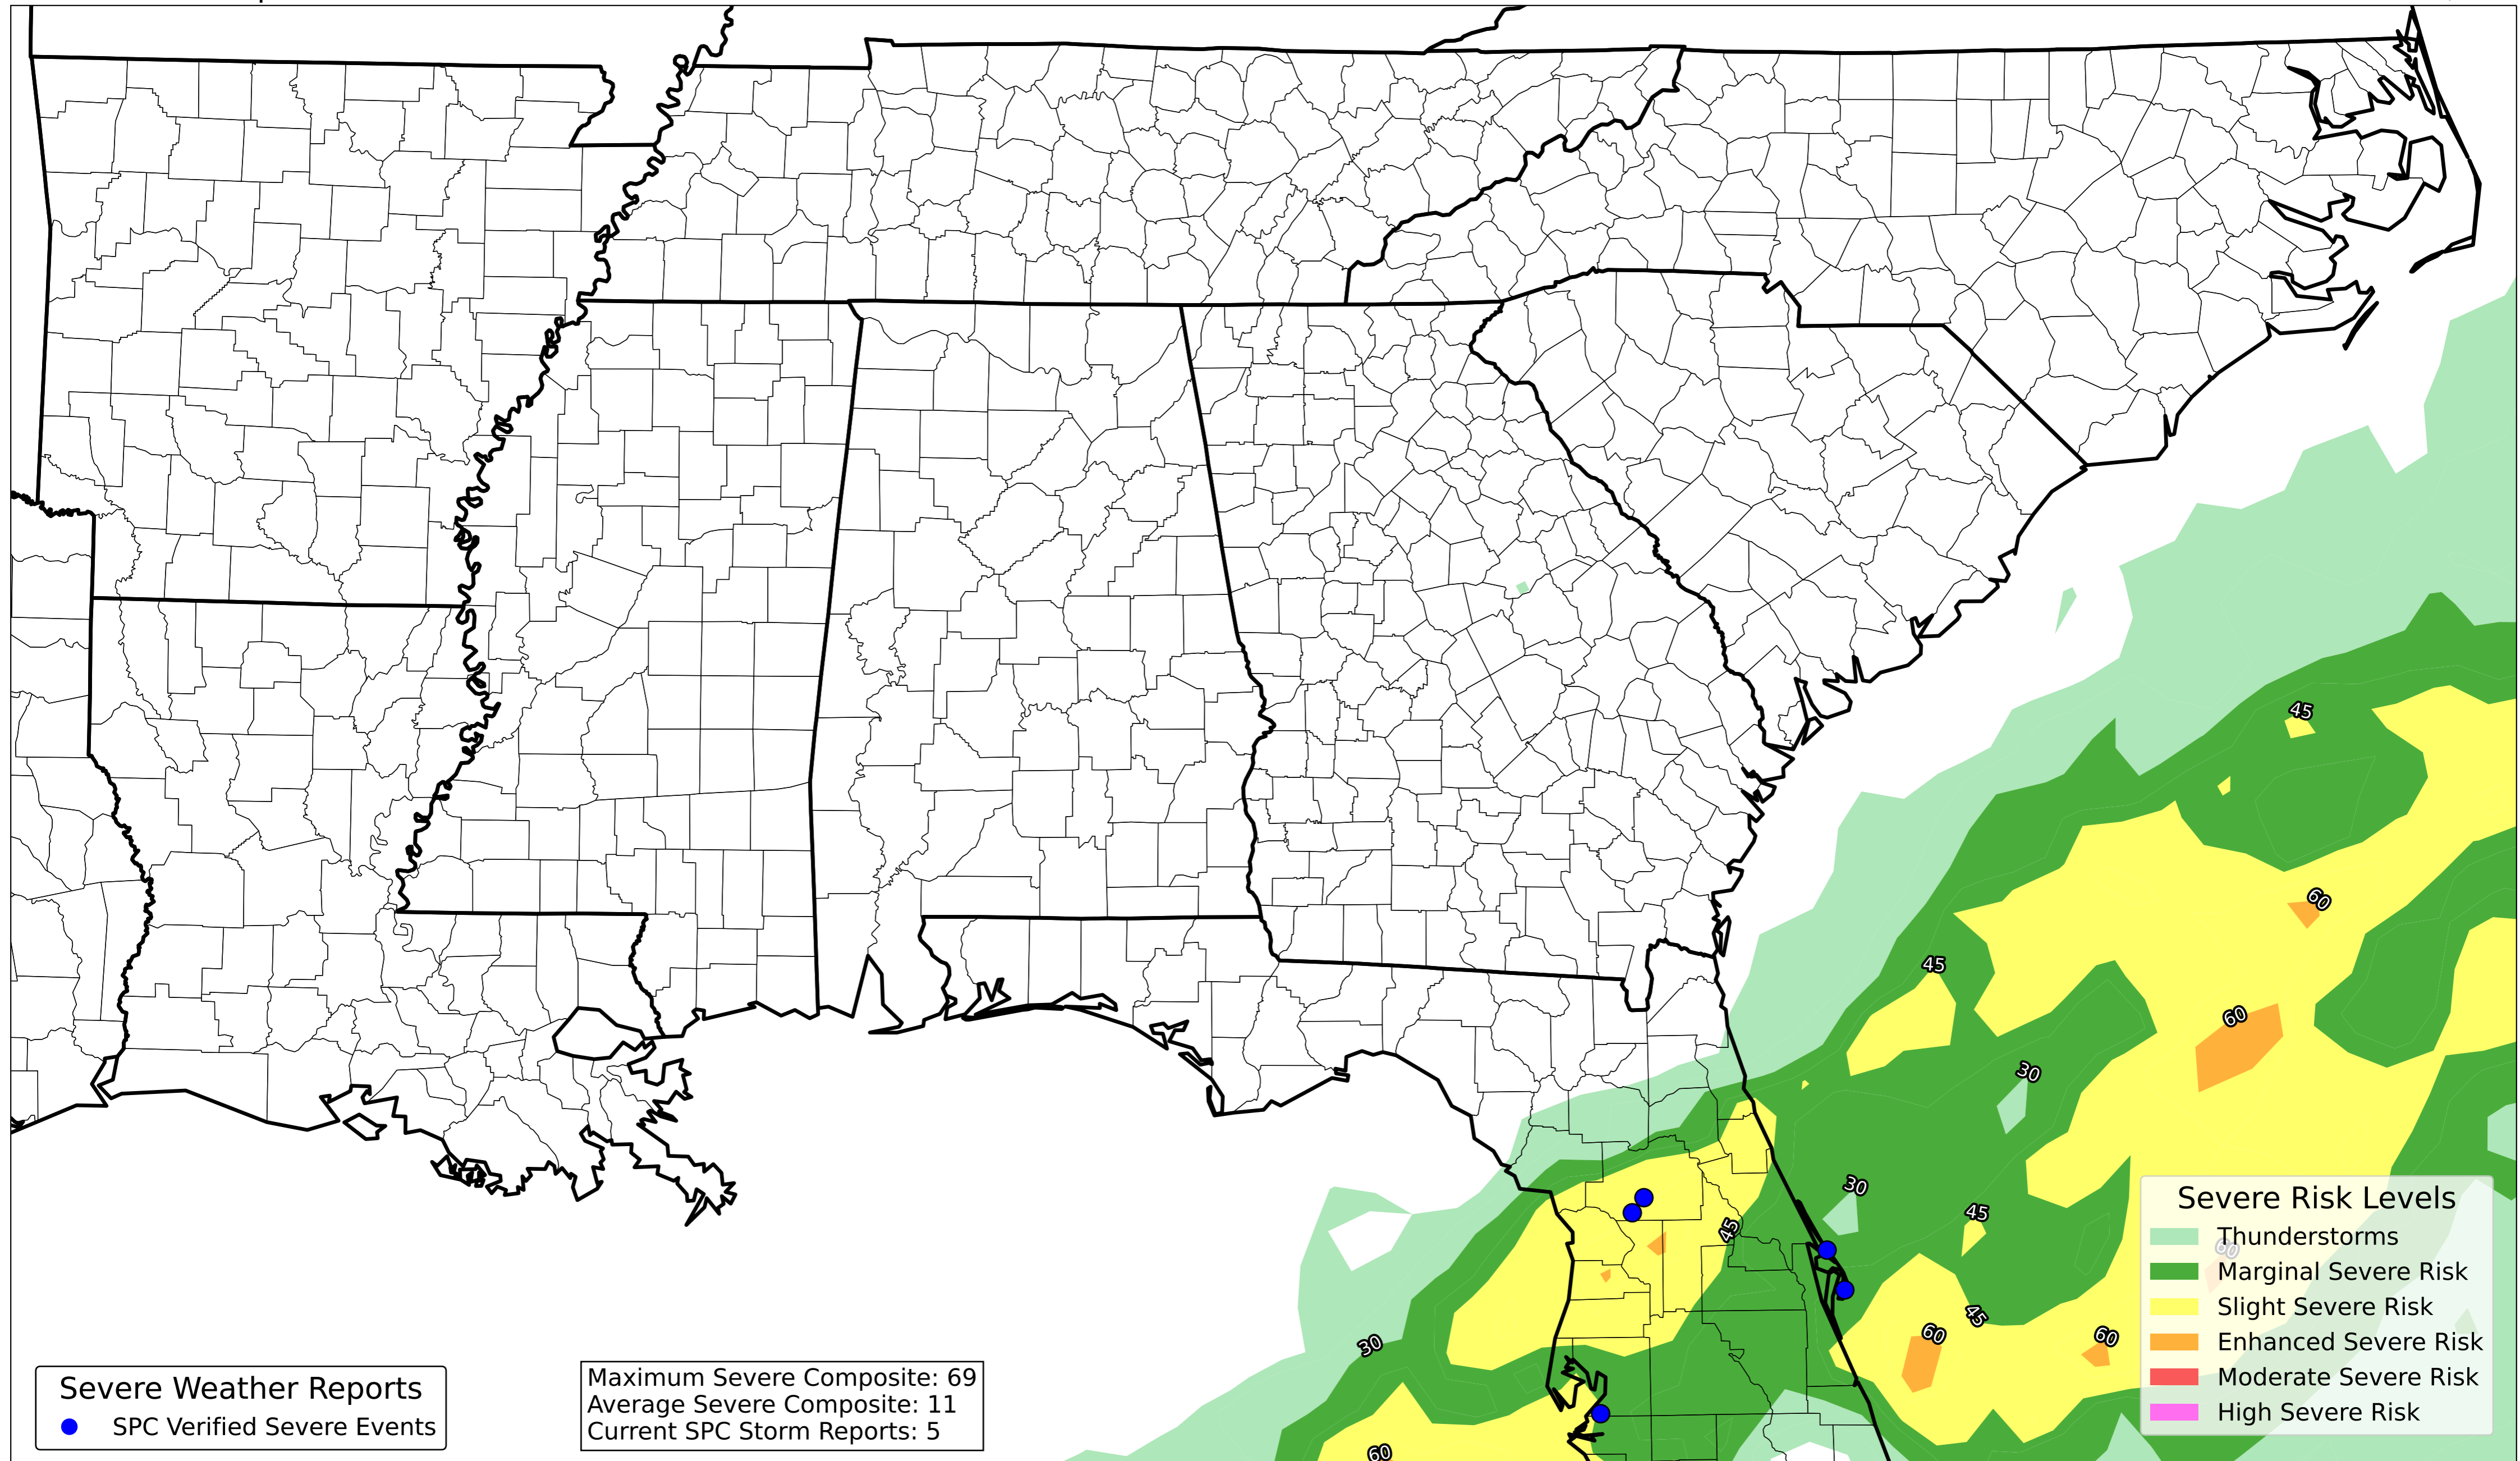 45
60
45
60
30
30
45
45
60
45
60
60
30
60
Severe Risk Levels
Thunderstorms
Marginal Severe Risk
Slight Severe Risk
Enhanced Severe Risk
Moderate Severe Risk
High Severe Risk
Severe Weather Reports
SPC Verified Severe Events
Maximum Severe Composite: 69
Average Severe Composite: 11
Current SPC Storm Reports: 5